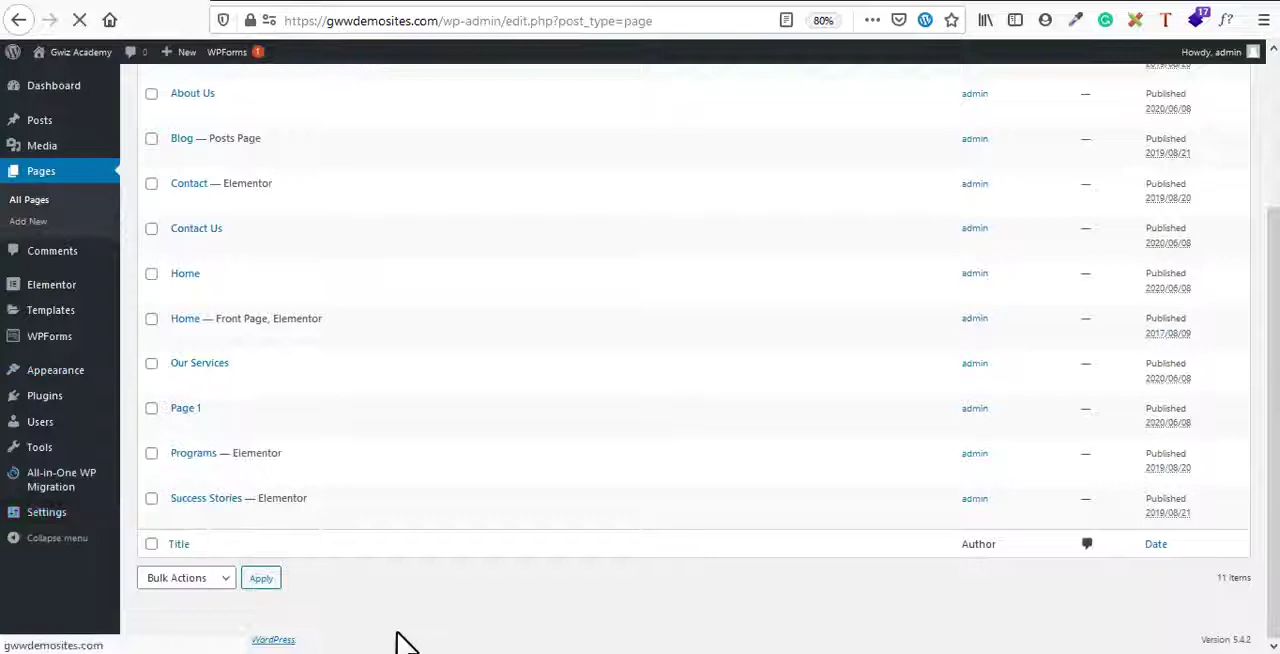 https://gwwdemosites.com/wp-admin/edit.php?post_type=page 80% 17 T f?
Gwiz Academy 0 New WPForms 1 Howdy, admin
Dashboard
Posts
Media
Pages
All Pages
Add New
Comments
Elementor
Templates
WPForms
Appearance
Plugins
Users
Tools
All-in-One WP
Migration
Settings
Collapse menu
About Us admin — Published
2020/06/08
Blog — Posts Page admin — Published
2019/08/21
Contact — Elementor admin — Published
2019/08/20
Contact Us admin — Published
2020/06/08
Home admin — Published
2020/06/08
Home — Front Page, Elementor admin — Published
2017/08/09
Our Services admin — Published
2020/06/08
Page 1 admin — Published
2020/06/08
Programs — Elementor admin — Published
2019/08/20
Success Stories — Elementor admin — Published
2019/08/21
Title Author Date
Bulk Actions Apply 11 items
WordPress Version 5.4.2
gwwdemosites.com